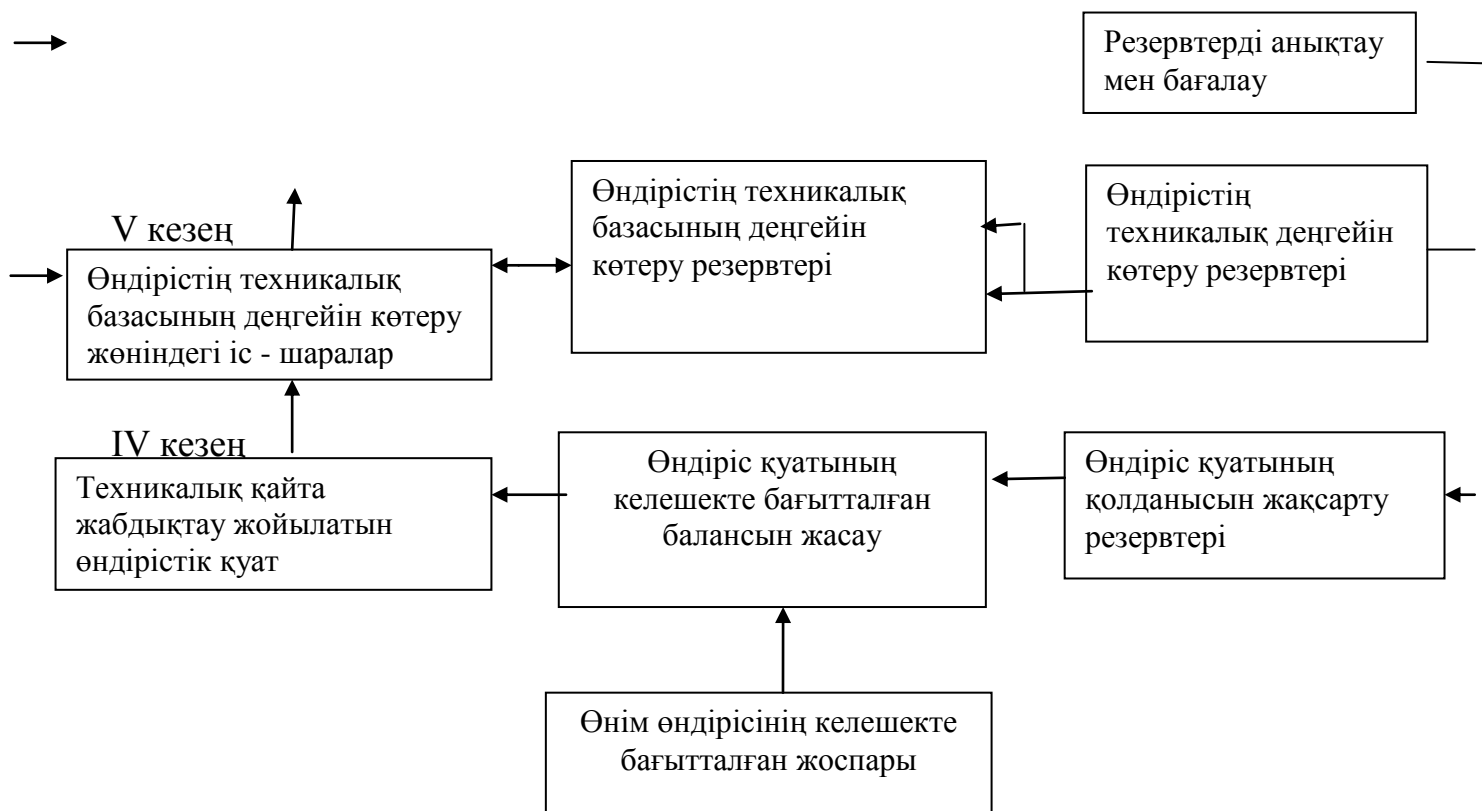 Резервтерді анықтау
мен бағалау
V кезең
Өндірістің техникалық
базасының деңгейін көтеру
жөніндегі іс - шаралар
Өндірістің техникалық
базасының деңгейін
көтеру резервтері
Өндірістің
техникалық деңгейін
көтеру резервтері
IV кезең
Техникалық қайта
жабдықтау жойылатын
өндірістік қуат
Өндіріс қуатының
келешекте бағытталған
балансын жасау
Өндіріс қуатының
қолданысын жақсарту
резервтері
Өнім өндірісінің келешекте
бағытталған жоспары